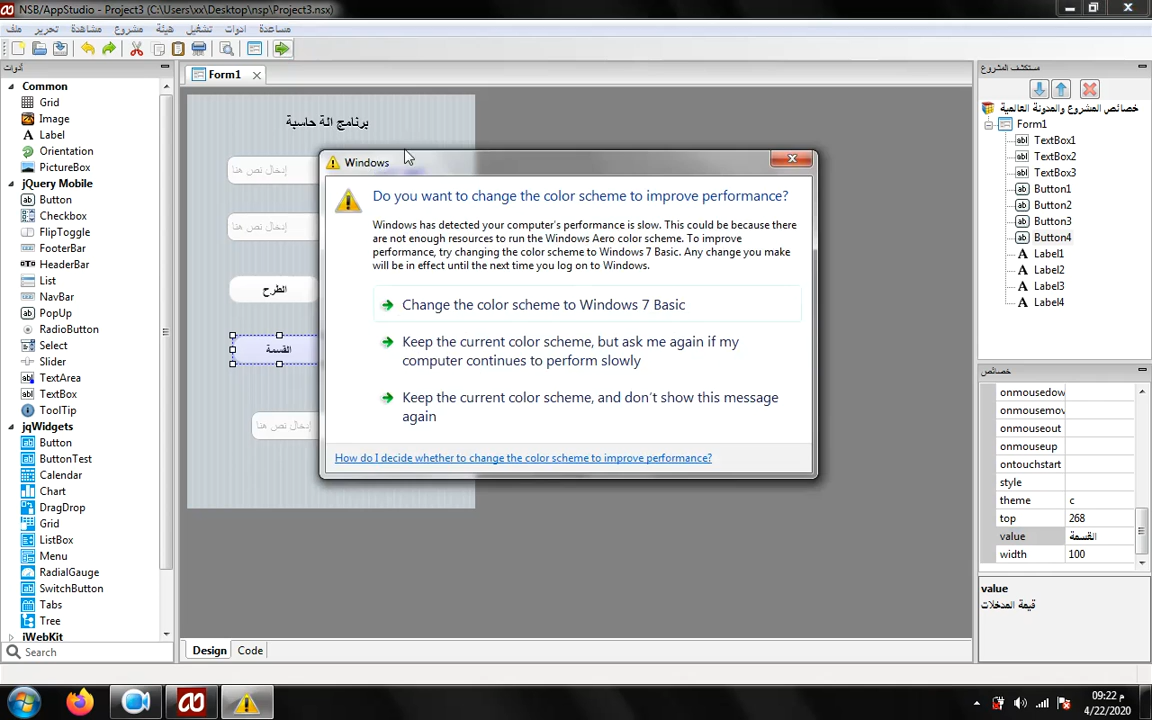 NSB/AppStudio (C:\Users\xx\Desktop\nsp\Project3.nsx)
ملف تحرير مشاهدة مشروع هيئة تشغيل ادوات مساعدة
أدوات
Common
Grid
Image
Label
Orientation
PictureBox
jQuery Mobile
Button
Checkbox
FlipToggle
FooterBar
HeaderBar
List
NavBar
PopUp
RadioButton
Select
Slider
TextArea
TextBox
ToolTip
jqWidgets
Button
ButtonTest
Calendar
Chart
DragDrop
Grid
ListBox
Menu
RadialGauge
SwitchButton
Tabs
Tree
iWebKit
Search
Form1
برنامج الة حاسبة
إدخال نص هنا
إدخال نص هنا
الطرح
القسمة
إدخال نص هنا
Windows
Do you want to change the color scheme to improve performance?
Windows has detected your computer's performance is slow. This could be because
there are not enough resources to run the Windows Aero color scheme. To improve
performance, try changing the color scheme to Windows 7 Basic. Any change you make
will be in effect until the next time you log on to Windows.
Change the color scheme to Windows 7 Basic
Keep the current color scheme, but ask me again if my
computer continues to perform slowly
Keep the current color scheme, and don't show this message
again
How do I decide whether to change the color scheme to improve performance?
Design Code
مستكشف المشروع
خصائص المشروع والمدونة العالمية
Form1
TextBox1
TextBox2
TextBox3
Button1
Button2
Button3
Button4
Label1
Label2
Label3
Label4
خصائص
onmousedow
onmousemov
onmouseout
onmouseup
ontouchstart
style
theme c
top 268
value القسمة
width 100
value
قيمة المدخلات
09:22 م
4/22/2020